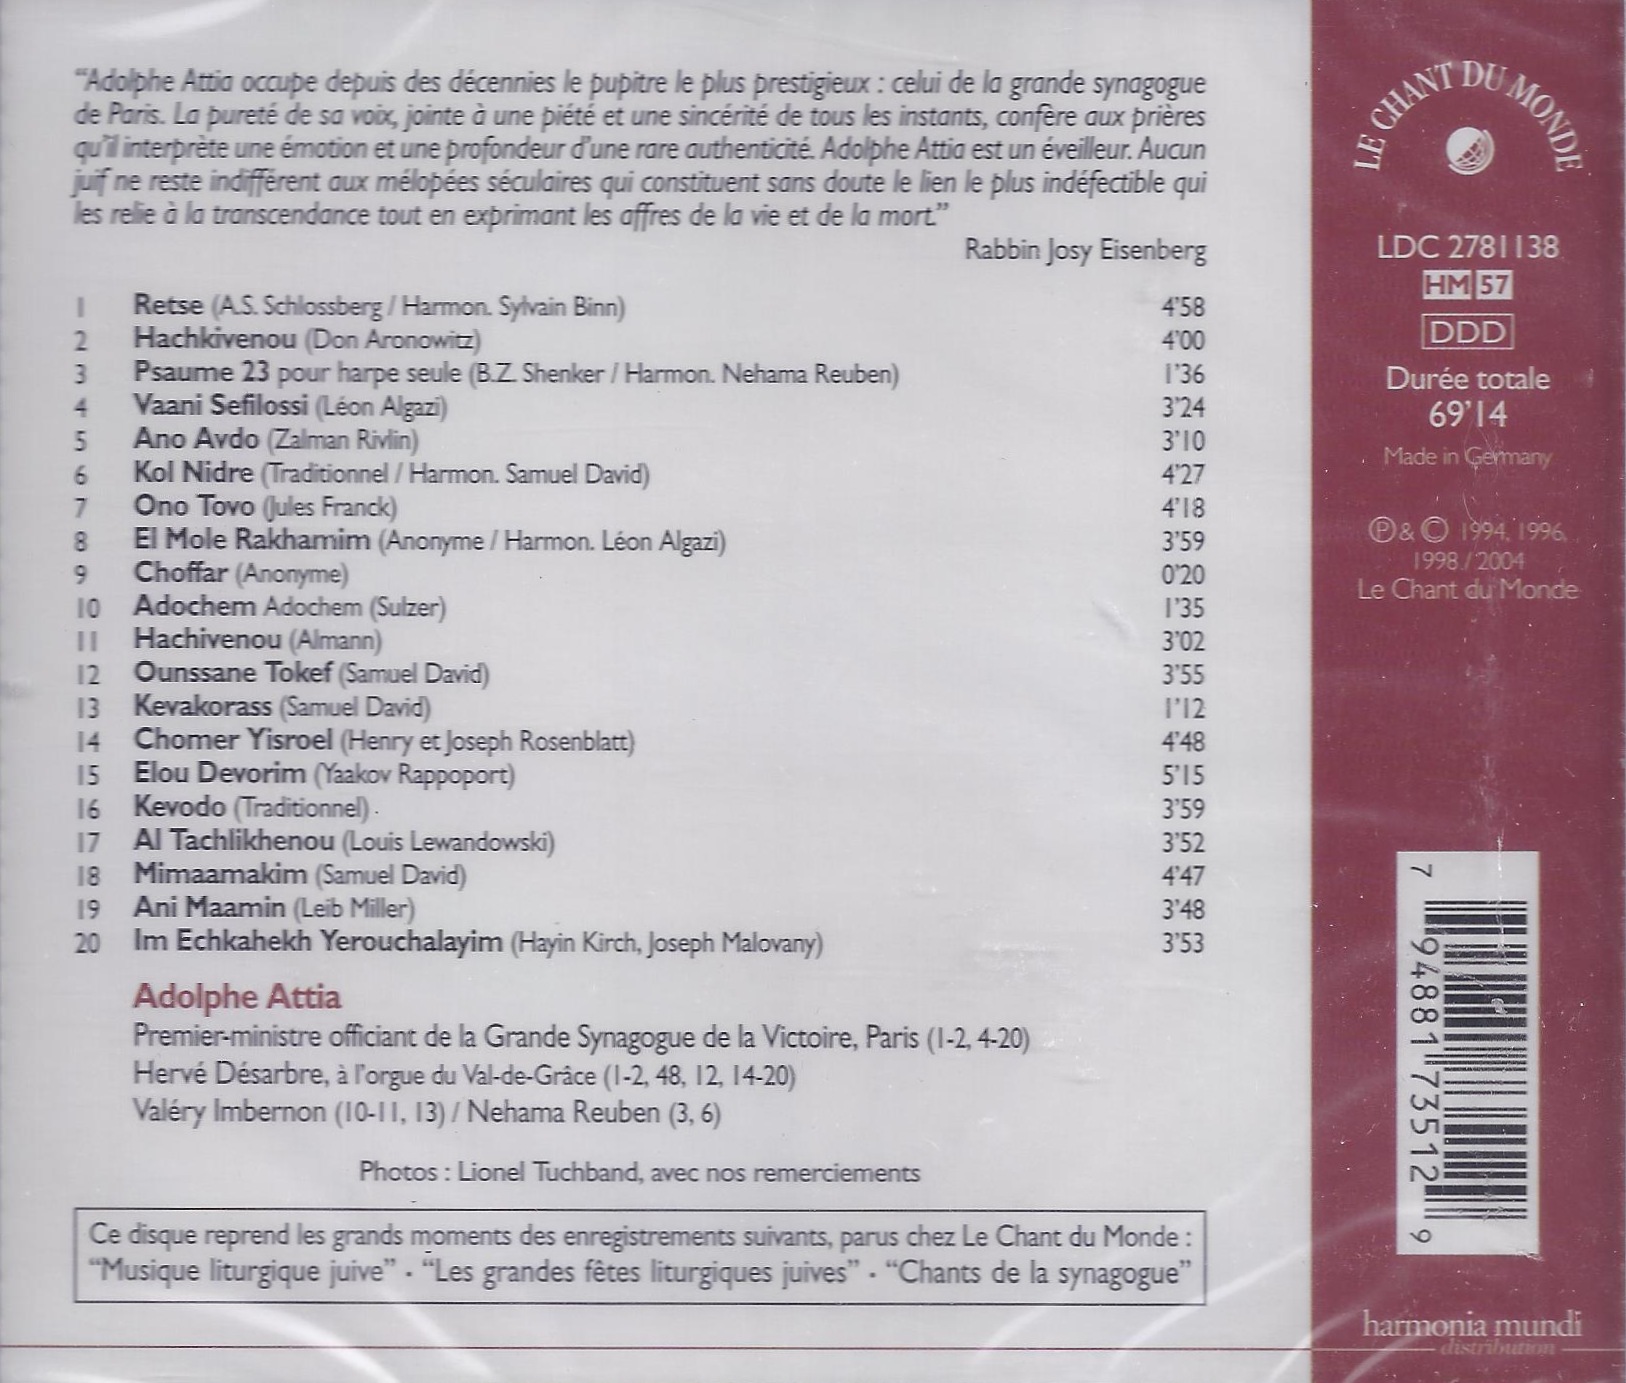 “Adolphe Attia occupe depuis des décennies le pupitre le plus prestigieux : celui de la grande synagogue
de Paris. La pureté de sa voix, jointe à une piété et une sincérité de tous les instants, confère aux prières
qu’il interprète une émotion et une profondeur d’une rare authenticité. Adolphe Attia est un éveilleur. Aucun
juif ne reste indifférent aux mélopées séculaires qui constituent sans doute le lien le plus indéfectible qui
les relie à la transcendance tout en exprimant les affres de la vie et de la mort.”
Rabbin Josy Eisenberg
1 Retse (A.S. Schlossberg / Harmon. Sylvain Binn) 4’58
2 Hachkivenou (Don Aronowitz) 4’00
3 Psaume 23 pour harpe seule (B.Z. Shenker / Harmon. Nehama Reuben) 1’36
4 Vaani Sefilossi (Léon Algazi) 3’24
5 Ano Avdo (Zalman Rivlin) 3’10
6 Kol Nidre (Traditionnel / Harmon. Samuel David) 4’27
7 Ono Tovo (Jules Franck) 4’18
8 El Mole Rakhamim (Anonyme / Harmon. Léon Algazi) 3’59
9 Choffar (Anonyme) 0’20
10 Adochem Adochem (Sulzer) 1’35
11 Hachivenou (Almann) 3’02
12 Ounssane Tokef (Samuel David) 3’55
13 Kevakorass (Samuel David) 1’12
14 Chomer Yisroel (Henry et Joseph Rosenblatt) 4’48
15 Elou Devorim (Yaakov Rappoport) 5’15
16 Kevodo (Traditionnel) 3’59
17 Al Tachlikhenou (Louis Lewandowski) 3’52
18 Mimaamakim (Samuel David) 4’47
19 Ani Maamin (Leib Miller) 3’48
20 Im Echkahekh Yerouchalayim (Hayin Kirch, Joseph Malovany) 3’53
Adolphe Attia
Premier-ministre officiant de la Grande Synagogue de la Victoire, Paris (1-2, 4-20)
Hervé Désarbre, à l’orgue du Val-de-Grâce (1-2, 48, 12, 14-20)
Valéry Imbernon (10-11, 13) / Nehama Reuben (3, 6)
Photos : Lionel Tuchband, avec nos remerciements
Ce disque reprend les grands moments des enregistrements suivants, parus chez Le Chant du Monde :
“Musique liturgique juive” · “Les grandes fêtes liturgiques juives” · “Chants de la synagogue”
LE CHANT DU MONDE
LDC 2781138
HM 57
DDD
Durée totale
69’14
Made in Germany
℗ & © 1994, 1996,
1998 / 2004
Le Chant du Monde
7 94881 73512 9
harmonia mundi
distribution